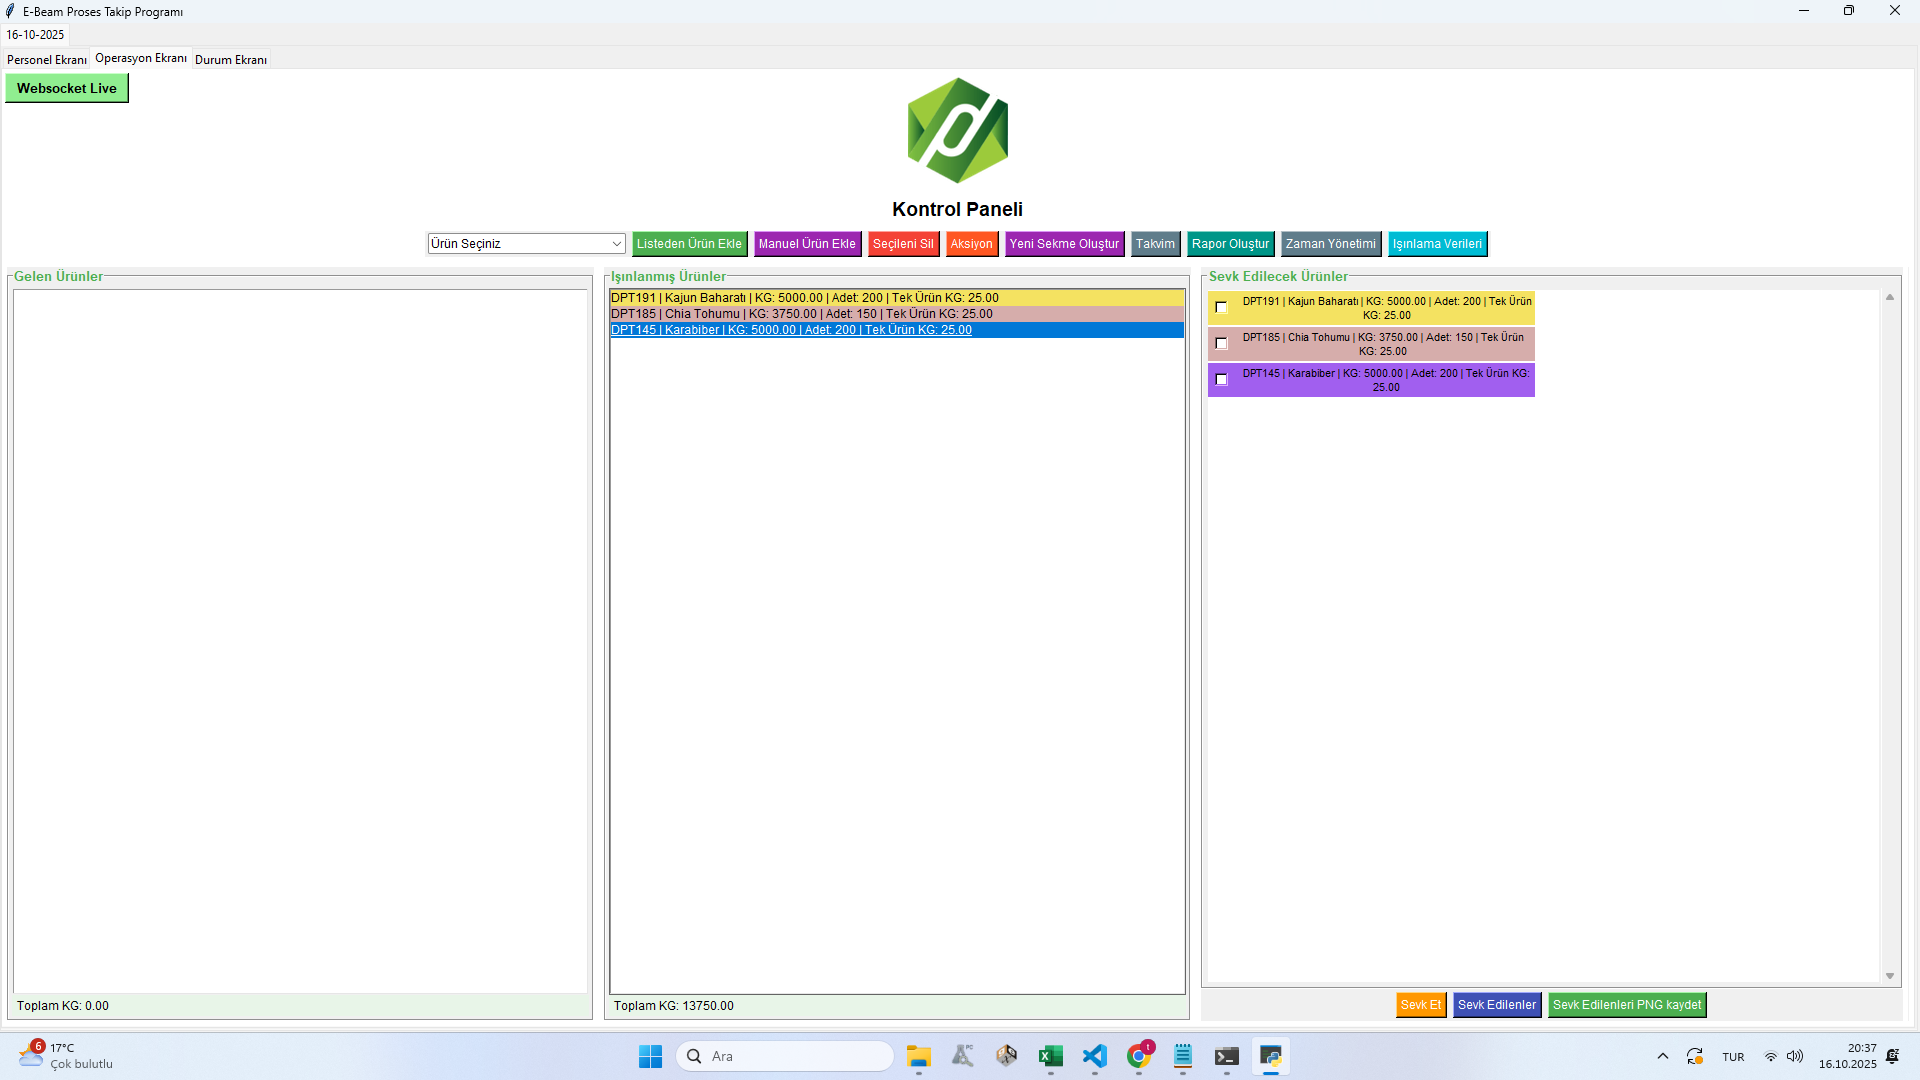 E-Beam Proses Takip Programı
16-10-2025
Personel Ekranı
Operasyon Ekranı
Durum Ekranı
Websocket Live
Kontrol Paneli
Ürün Seçiniz
Listeden Ürün Ekle
Manuel Ürün Ekle
Seçileni Sil
Aksiyon
Yeni Sekme Oluştur
Takvim
Rapor Oluştur
Zaman Yönetimi
Işınlama Verileri
Gelen Ürünler
Toplam KG: 0.00
Işınlanmış Ürünler
DPT191 | Kajun Baharatı | KG: 5000.00 | Adet: 200 | Tek Ürün KG: 25.00
DPT185 | Chia Tohumu | KG: 3750.00 | Adet: 150 | Tek Ürün KG: 25.00
DPT145 | Karabiber | KG: 5000.00 | Adet: 200 | Tek Ürün KG: 25.00
Toplam KG: 13750.00
Sevk Edilecek Ürünler
DPT191 | Kajun Baharatı | KG: 5000.00 | Adet: 200 | Tek Ürün
KG: 25.00
DPT185 | Chia Tohumu | KG: 3750.00 | Adet: 150 | Tek Ürün
KG: 25.00
DPT145 | Karabiber | KG: 5000.00 | Adet: 200 | Tek Ürün KG:
25.00
Sevk Et
Sevk Edilenler
Sevk Edilenleri PNG kaydet
6
17°C
Çok bulutlu
Ara
PC
t
TUR
20:37
16.10.2025